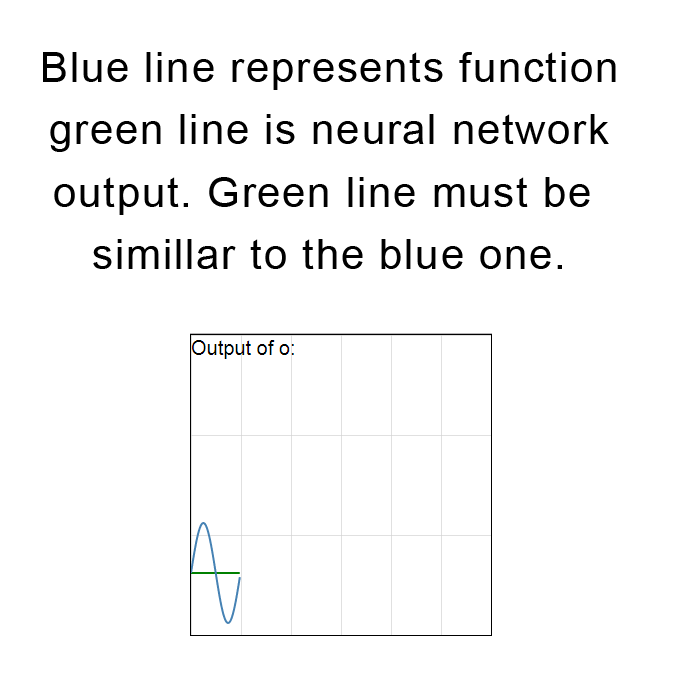 Blue line represents function
green line is neural network
output. Green line must be
simillar to the blue one.
Output of o: